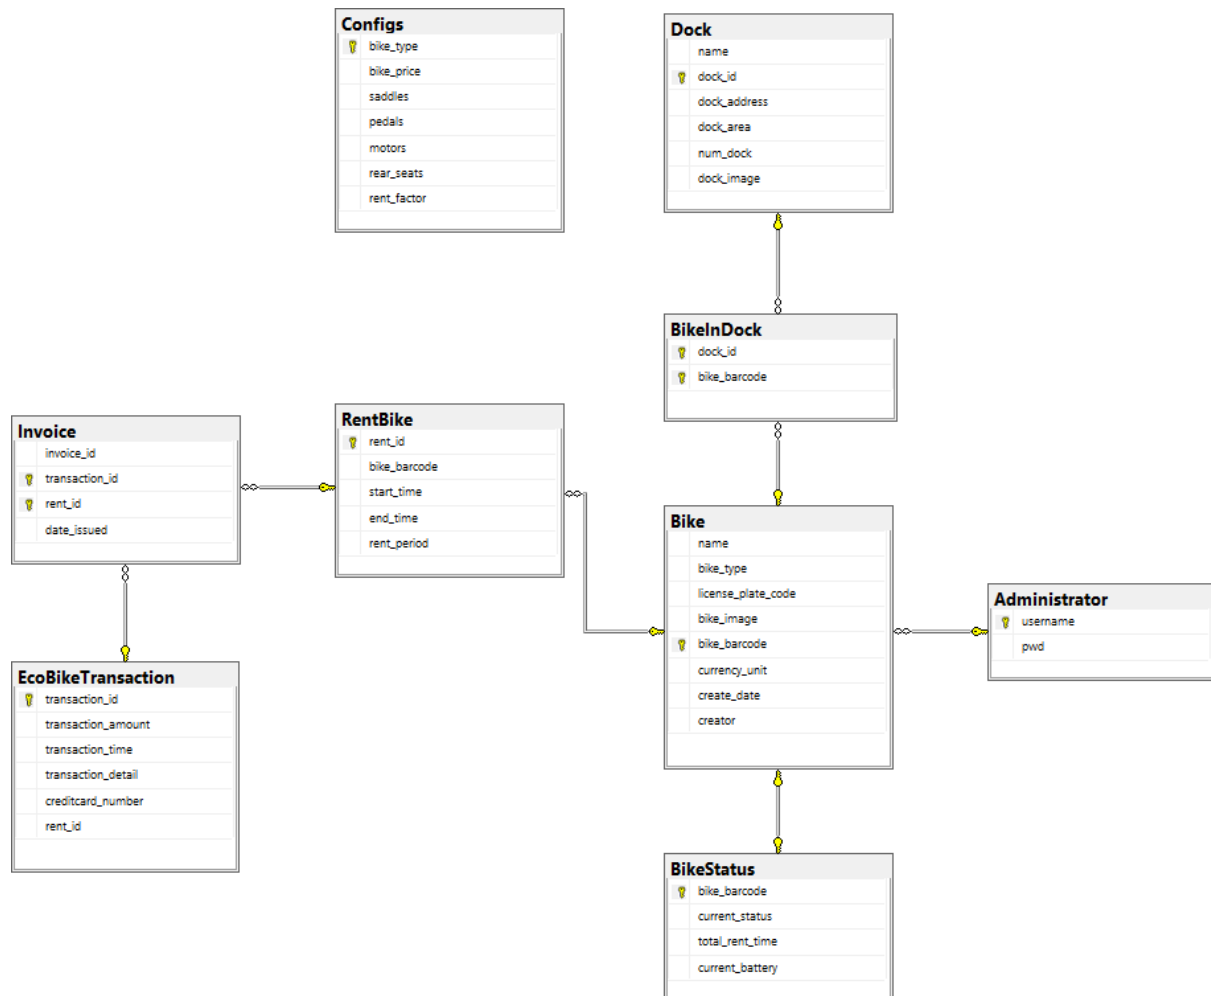 Configs
bike_type
bike_price
saddles
pedals
motors
rear_seats
rent_factor
Dock
name
dock_id
dock_address
dock_area
num_dock
dock_image
BikeInDock
dock_id
bike_barcode
Invoice
invoice_id
transaction_id
rent_id
date_issued
RentBike
rent_id
bike_barcode
start_time
end_time
rent_period
Bike
name
bike_type
license_plate_code
bike_image
bike_barcode
currency_unit
create_date
creator
Administrator
username
pwd
EcoBikeTransaction
transaction_id
transaction_amount
transaction_time
transaction_detail
creditcard_number
rent_id
BikeStatus
bike_barcode
current_status
total_rent_time
current_battery